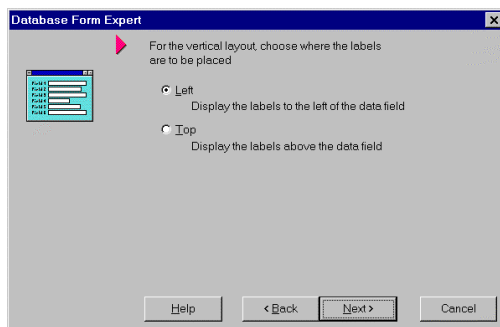 Database Form Expert
For the vertical layout, choose where the labels
are to be placed
Left
Display the labels to the left of the data field
Top
Display the labels above the data field
Help
< Back
Next >
Cancel